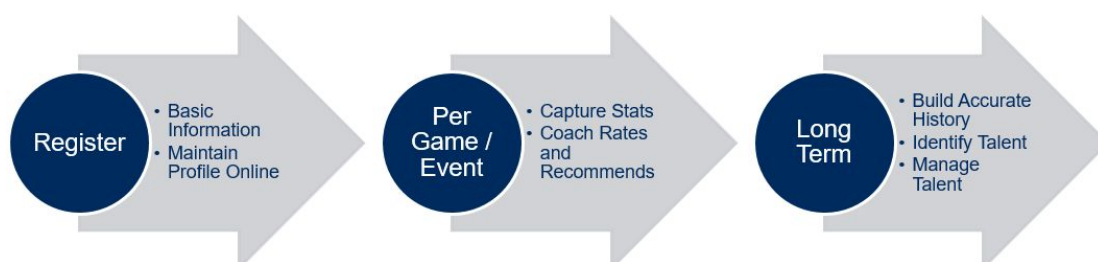 Register
• Basic
Information
• Maintain
Profile Online
Per
Game /
Event
• Capture Stats
• Coach Rates
and
Recommends
Long
Term
• Build Accurate
History
• Identify Talent
• Manage
Talent